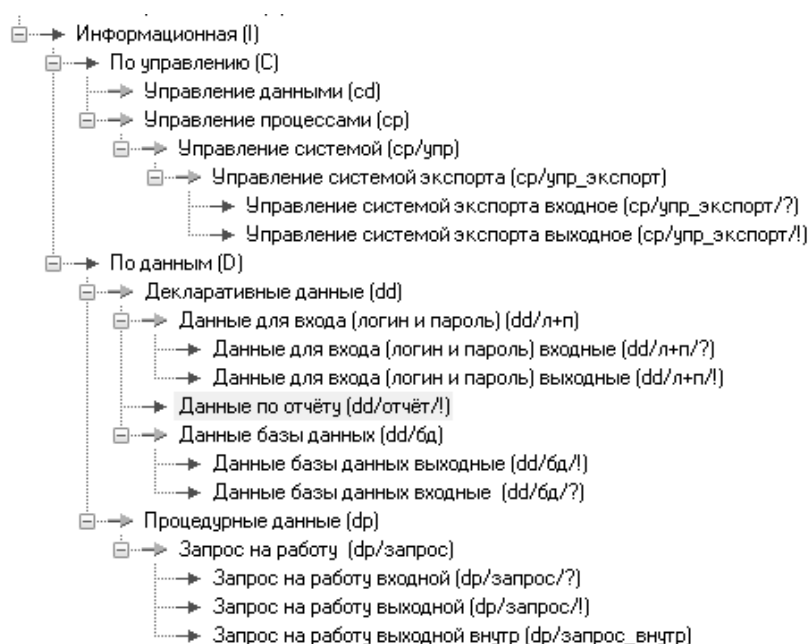 Информационная (I)
По управлению (C)
Управление данными (cd)
Управление процессами (cp)
Управление системой (cp/упр)
Управление системой экспорта (cp/упр_экспорт)
Управление системой экспорта входное (cp/упр_экспорт/?)
Управление системой экспорта выходное (cp/упр_экспорт/!)
По данным (D)
Декларативные данные (dd)
Данные для входа (логин и пароль) (dd/л+п)
Данные для входа (логин и пароль) входные (dd/л+п/?)
Данные для входа (логин и пароль) выходные (dd/л+п/!)
Данные по отчёту (dd/отчёт/!)
Данные базы данных (dd/бд)
Данные базы данных выходные (dd/бд/!)
Данные базы данных входные (dd/бд/?)
Процедурные данные (dp)
Запрос на работу (dp/запрос)
Запрос на работу входной (dp/запрос/?)
Запрос на работу выходной (dp/запрос/!)
Запрос на работу выходной внутр (dp/запрос_внутр)